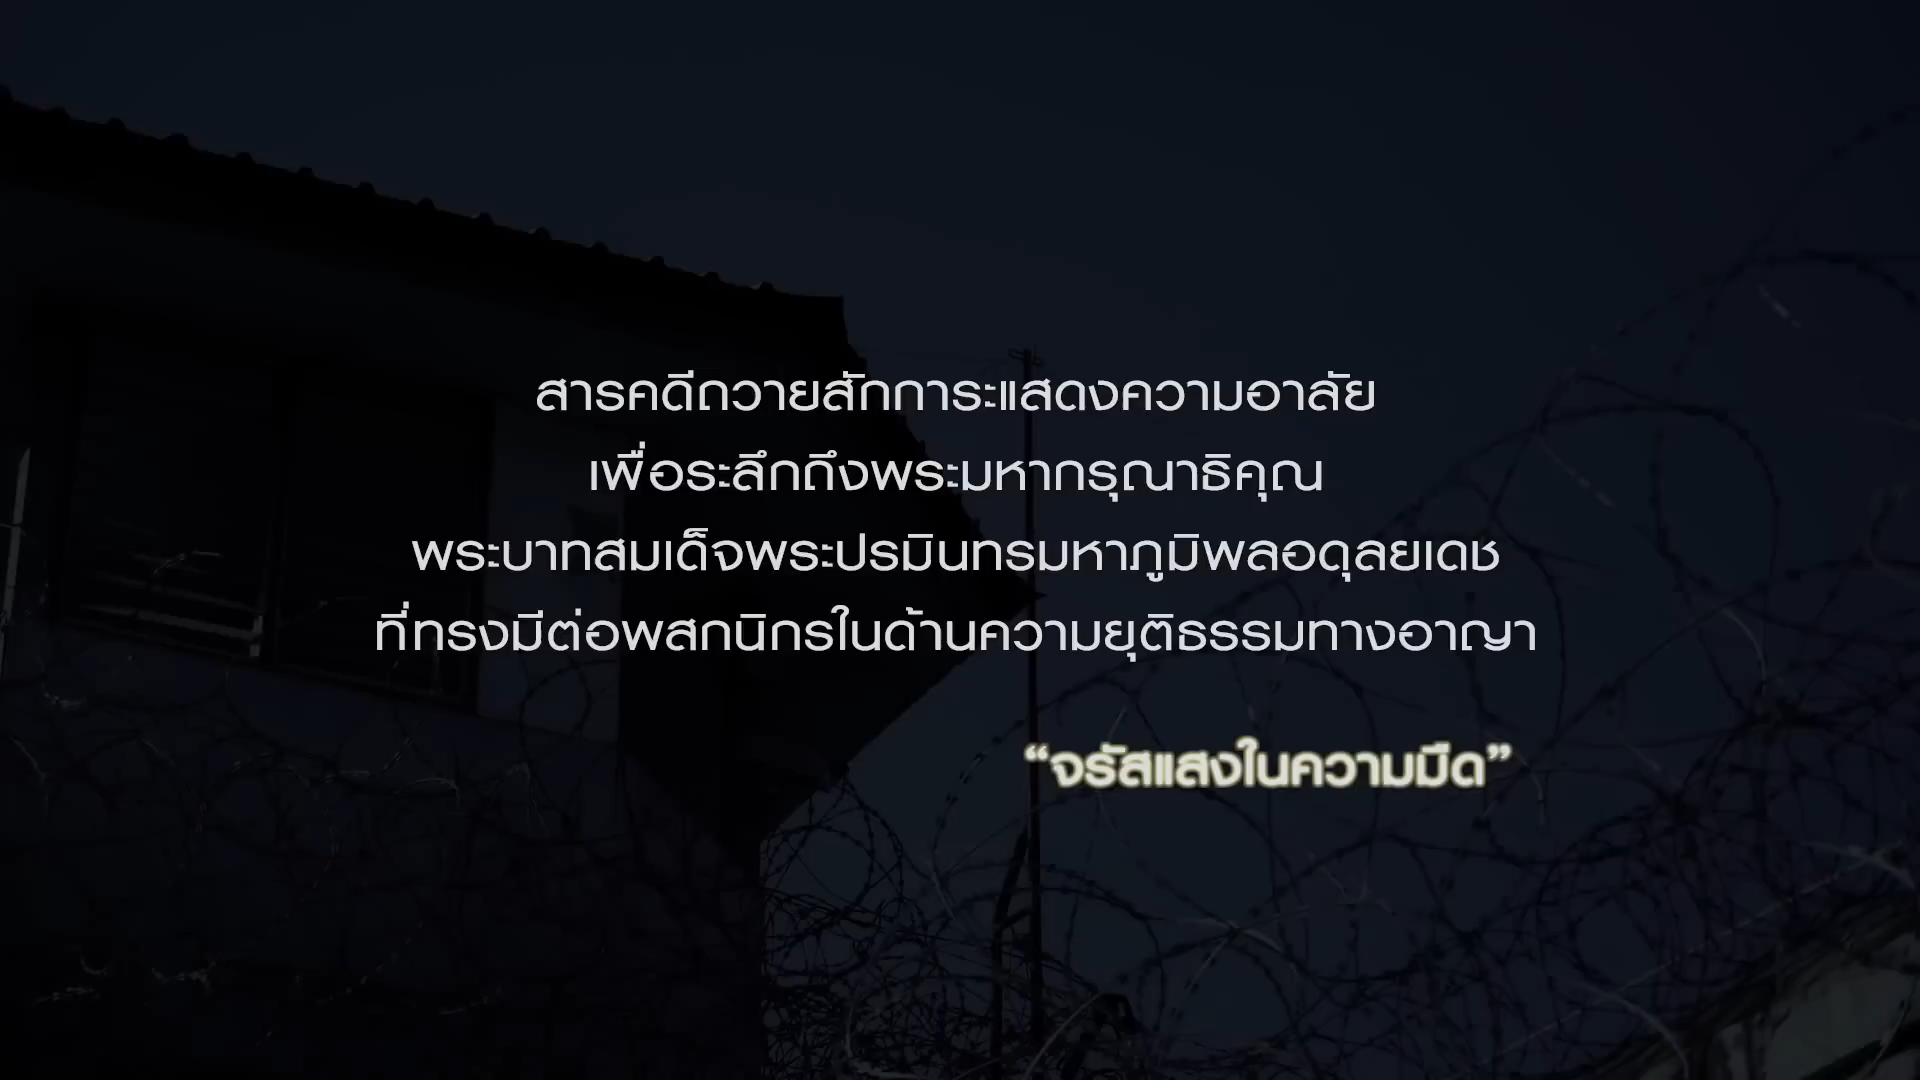 สารคดีถวายสักการะแสดงความอาลัย
เพื่อระลึกถึงพระมหากรุณาธิคุณ
พระบาทสมเด็จพระปรมินทรมหาภูมิพลอดุลยเดช
ที่ทรงมีต่อพสกนิกรในด้านความยุติธรรมทางอาญา
“จรัสแสงในความมืด”